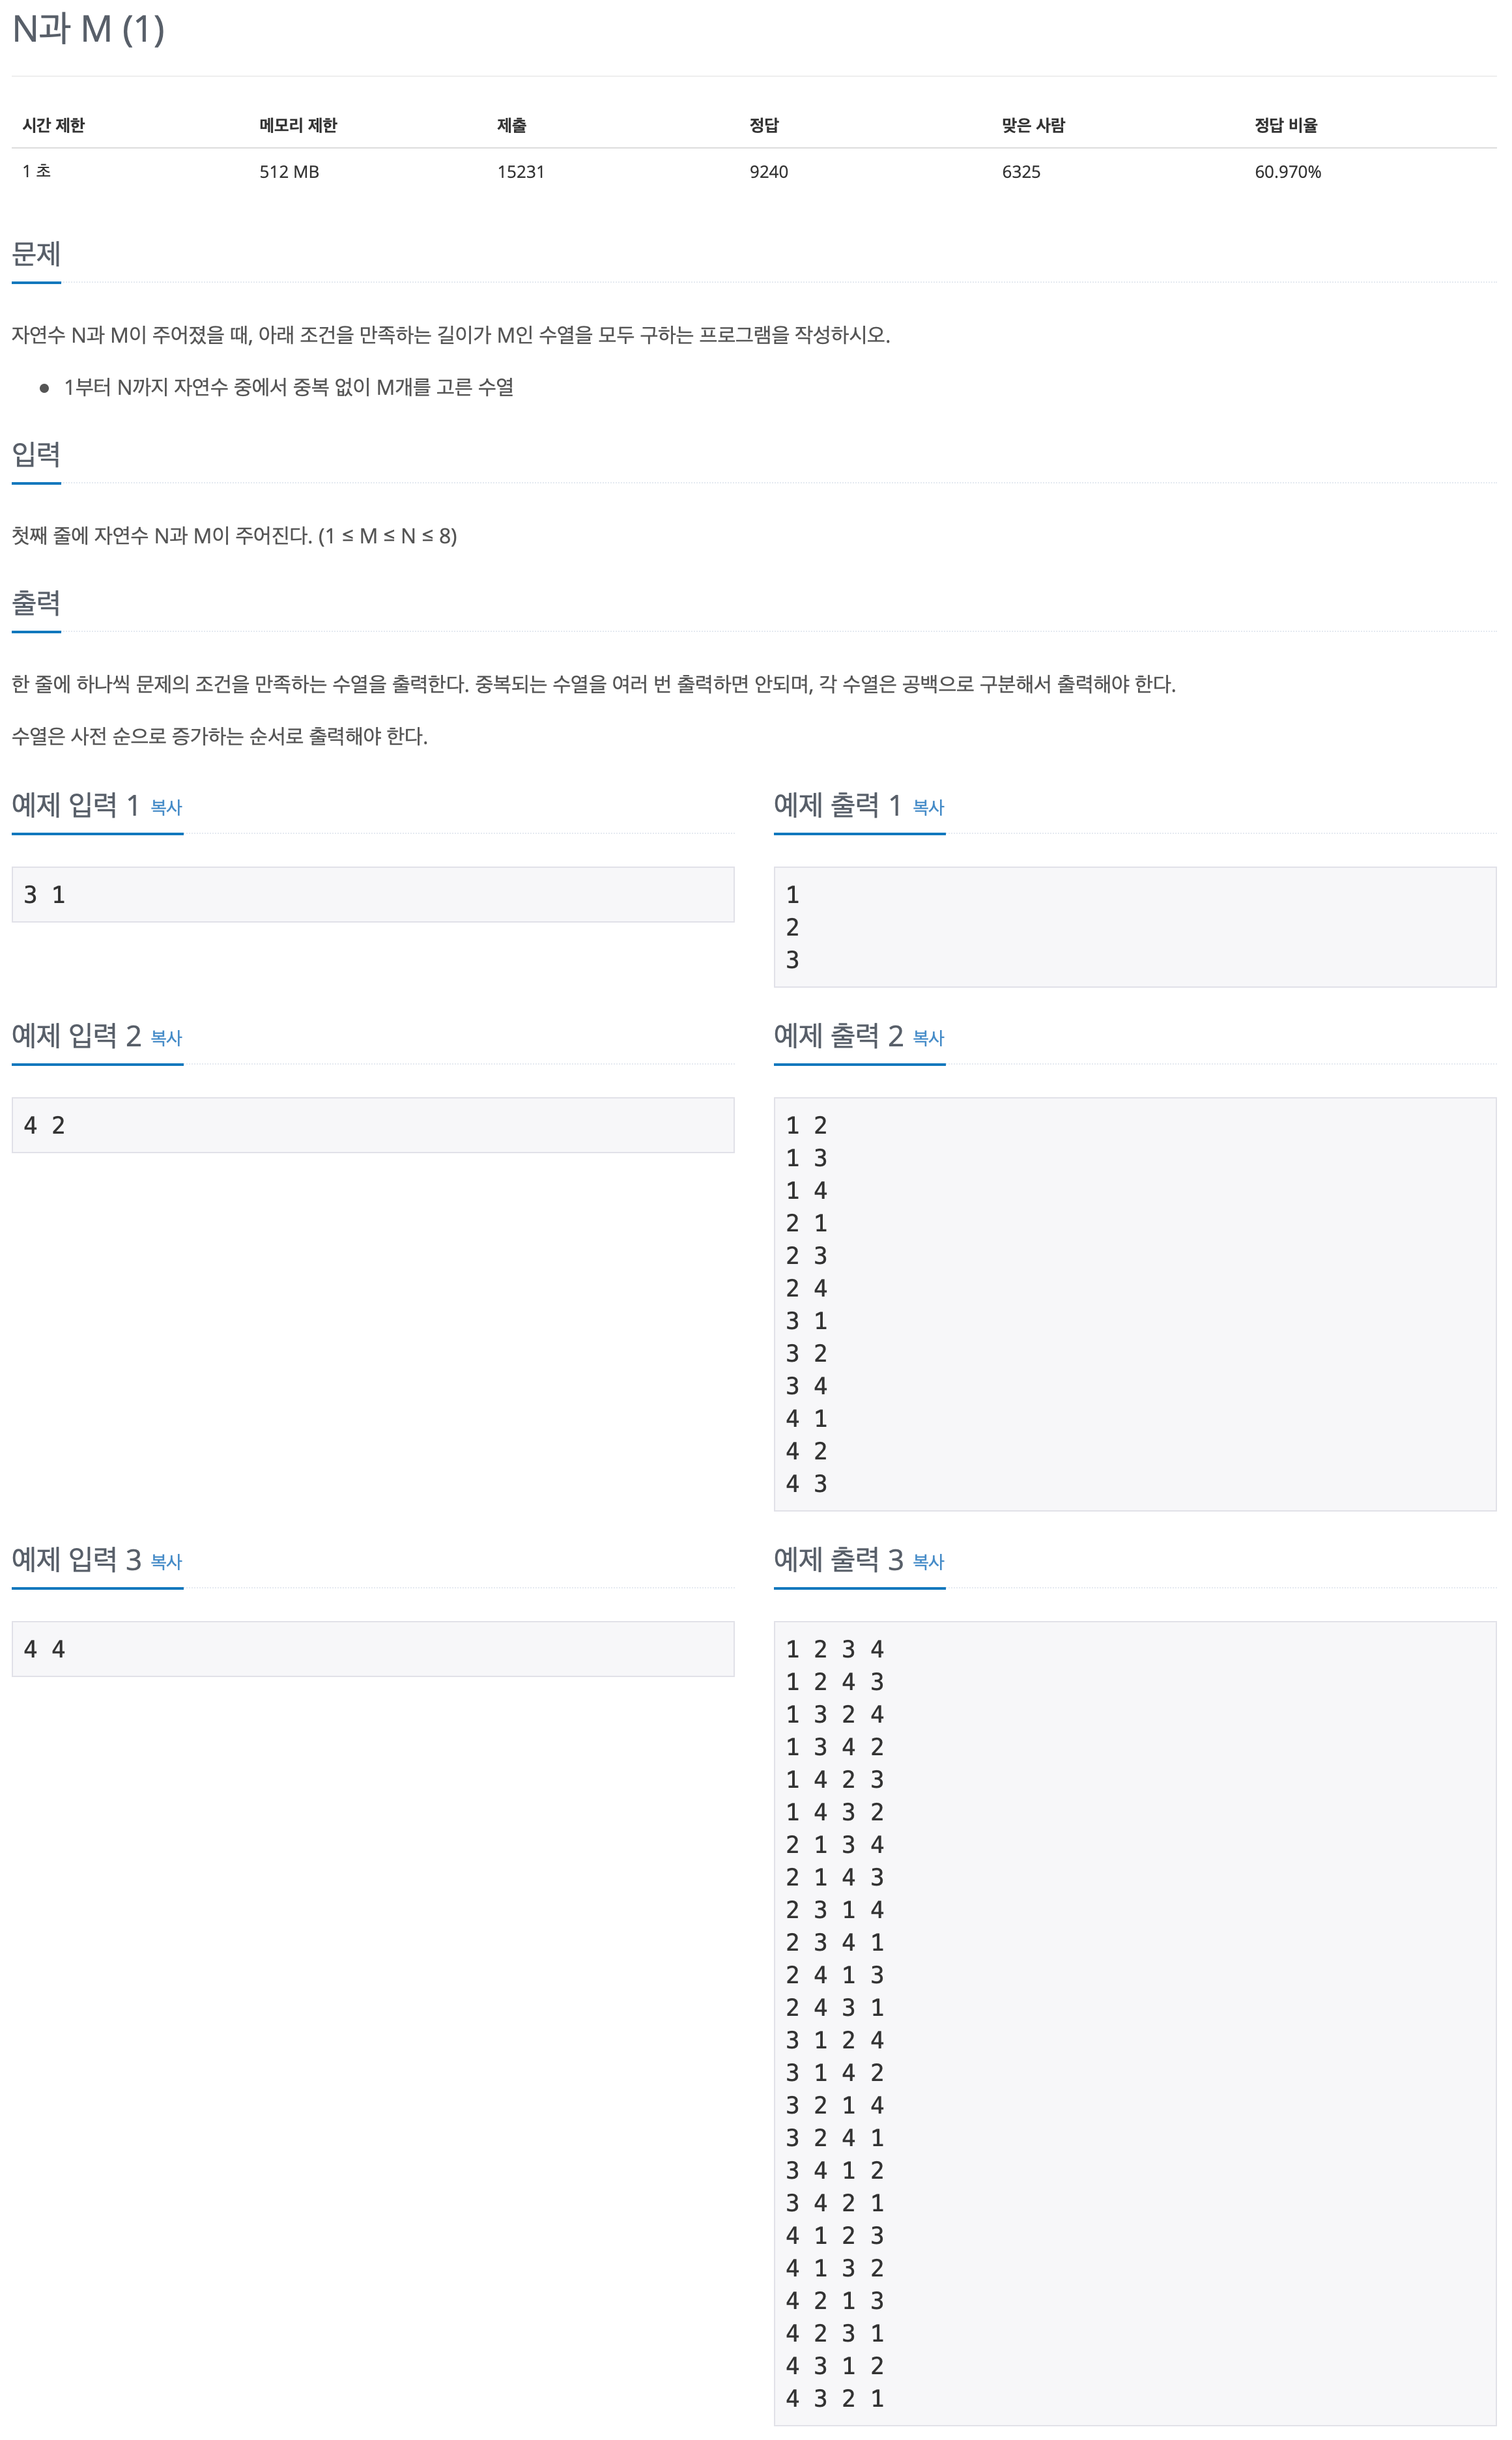 N과 M (1)
시간 제한 메모리 제한 제출 정답 맞은 사람 정답 비율
1 초 512 MB 15231 9240 6325 60.970%
문제
자연수 N과 M이 주어졌을 때, 아래 조건을 만족하는 길이가 M인 수열을 모두 구하는 프로그램을 작성하시오.
● 1부터 N까지 자연수 중에서 중복 없이 M개를 고른 수열
입력
첫째 줄에 자연수 N과 M이 주어진다. (1 ≤ M ≤ N ≤ 8)
출력
한 줄에 하나씩 문제의 조건을 만족하는 수열을 출력한다. 중복되는 수열을 여러 번 출력하면 안되며, 각 수열은 공백으로 구분해서 출력해야 한다.
수열은 사전 순으로 증가하는 순서로 출력해야 한다.
예제 입력 1 복사
3 1
예제 출력 1 복사
1
2
3
예제 입력 2 복사
4 2
예제 출력 2 복사
1 2
1 3
1 4
2 1
2 3
2 4
3 1
3 2
3 4
4 1
4 2
4 3
예제 입력 3 복사
4 4
예제 출력 3 복사
1 2 3 4
1 2 4 3
1 3 2 4
1 3 4 2
1 4 2 3
1 4 3 2
2 1 3 4
2 1 4 3
2 3 1 4
2 3 4 1
2 4 1 3
2 4 3 1
3 1 2 4
3 1 4 2
3 2 1 4
3 2 4 1
3 4 1 2
3 4 2 1
4 1 2 3
4 1 3 2
4 2 1 3
4 2 3 1
4 3 1 2
4 3 2 1